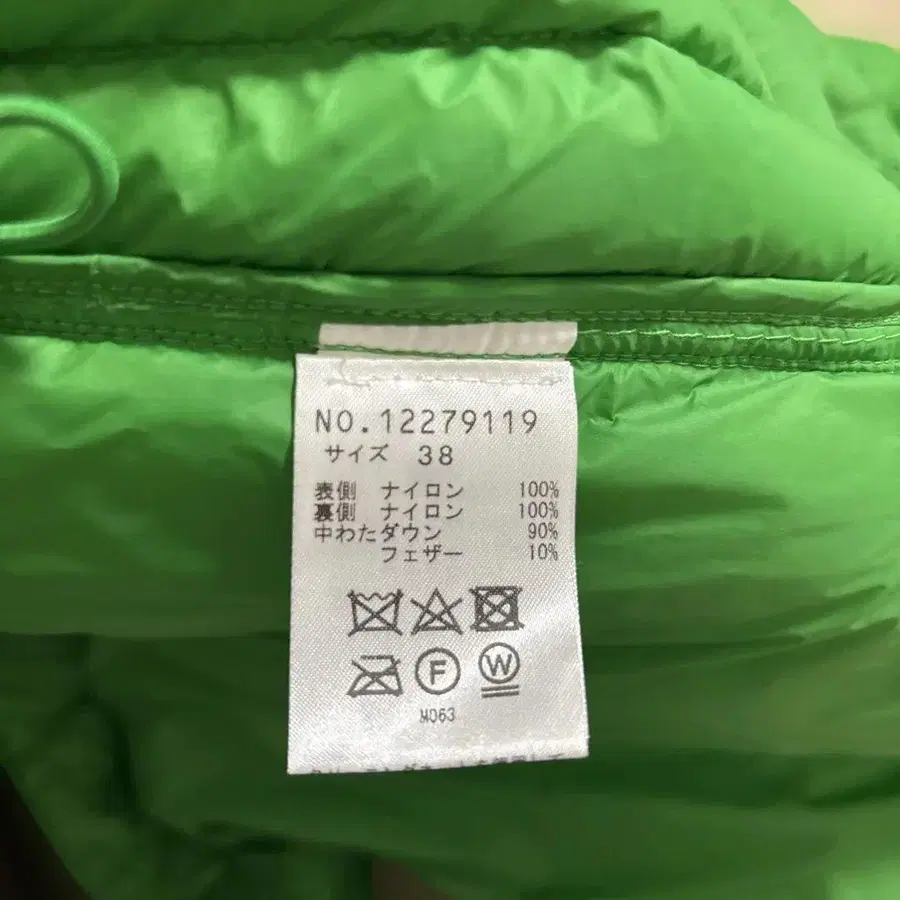 NO.12279119
サイズ 38
表側 ナイロン 100%
裏側 ナイロン 100%
中わたダウン 90%
フェザー 10%
F W
M063